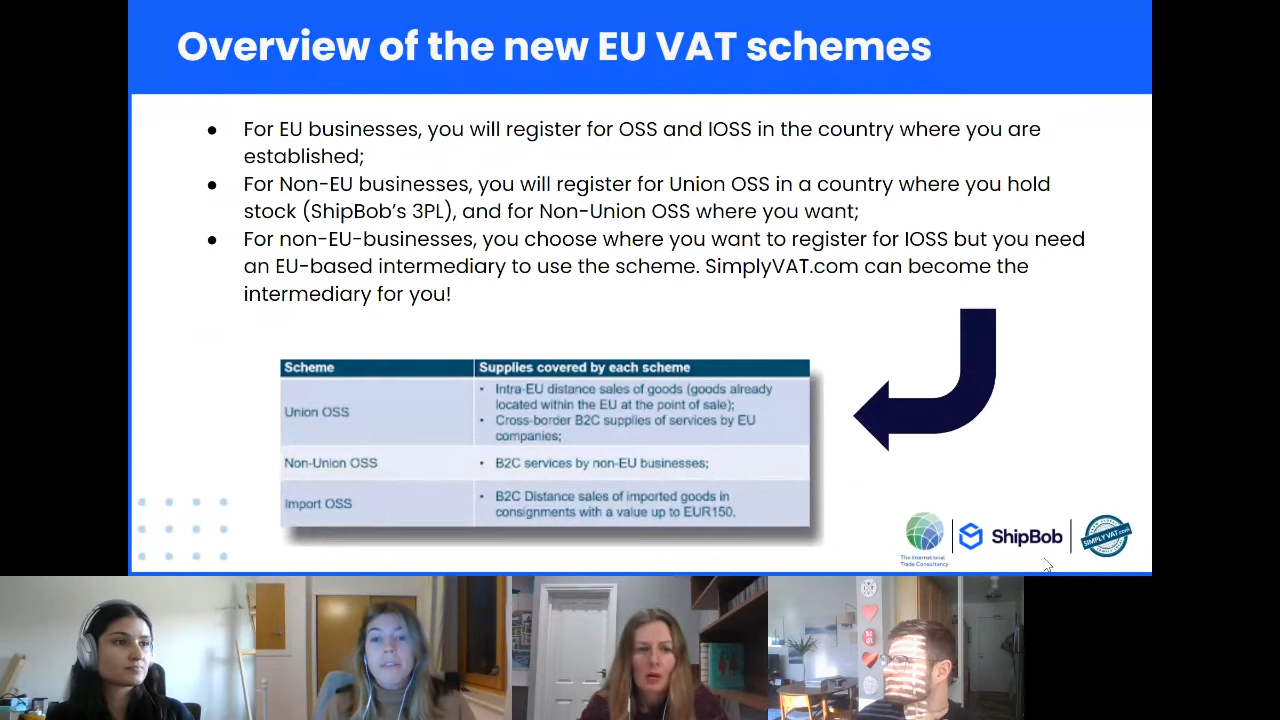 Overview of the new EU VAT schemes
● For EU businesses, you will register for OSS and IOSS in the country where you are
established;
● For Non-EU businesses, you will register for Union OSS in a country where you hold
stock (ShipBob’s 3PL), and for Non-Union OSS where you want;
● For non-EU-businesses, you choose where you want to register for IOSS but you need
an EU-based intermediary to use the scheme. SimplyVAT.com can become the
intermediary for you!
Scheme
Supplies covered by each scheme
Union OSS
• Intra-EU distance sales of goods (goods already
located within the EU at the point of sale);
• Cross-border B2C supplies of services by EU
companies;
Non-Union OSS
• B2C services by non-EU businesses;
Import OSS
• B2C Distance sales of imported goods in
consignments with a value up to EUR150.
The International
Trade Consultancy
ShipBob
SIMPLYVAT.com